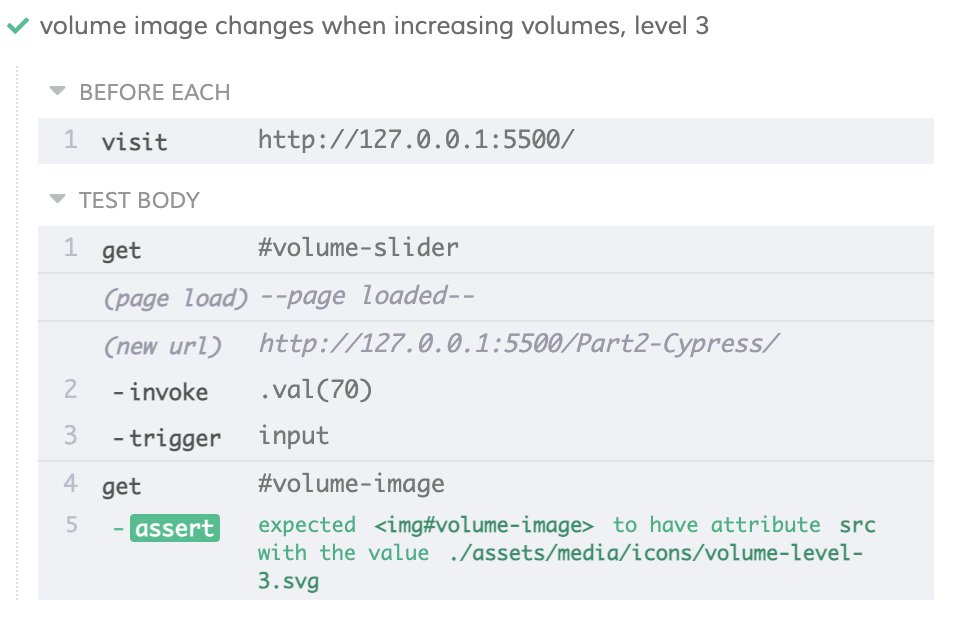 volume image changes when increasing volumes, level 3
BEFORE EACH
1 visit http://127.0.0.1:5500/
TEST BODY
1 get #volume-slider
(page load) --page loaded--
(new url) http://127.0.0.1:5500/Part2-Cypress/
2 -invoke .val(70)
3 -trigger input
4 get #volume-image
5 -assert expected <img#volume-image> to have attribute src
with the value ./assets/media/icons/volume-level-
3.svg